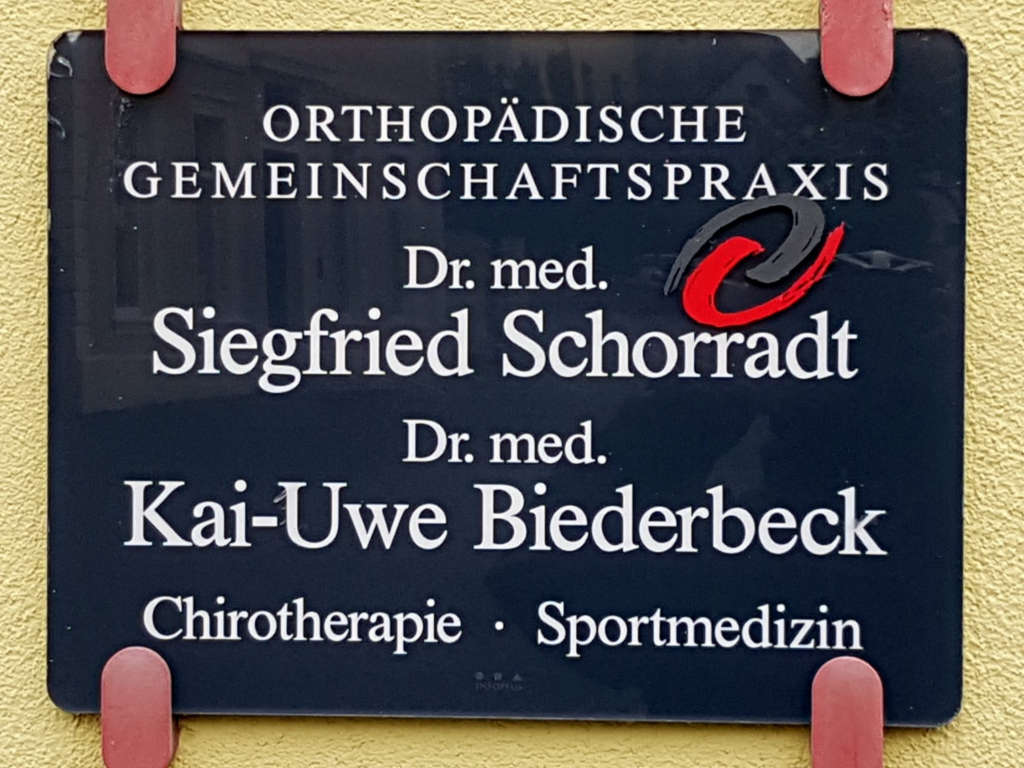 ORTHOPÄDISCHE
GEMEINSCHAFTSPRAXIS
Dr. med.
Siegfried Schorradt
Dr. med.
Kai-Uwe Biederbeck
Chirotherapie · Sportmedizin